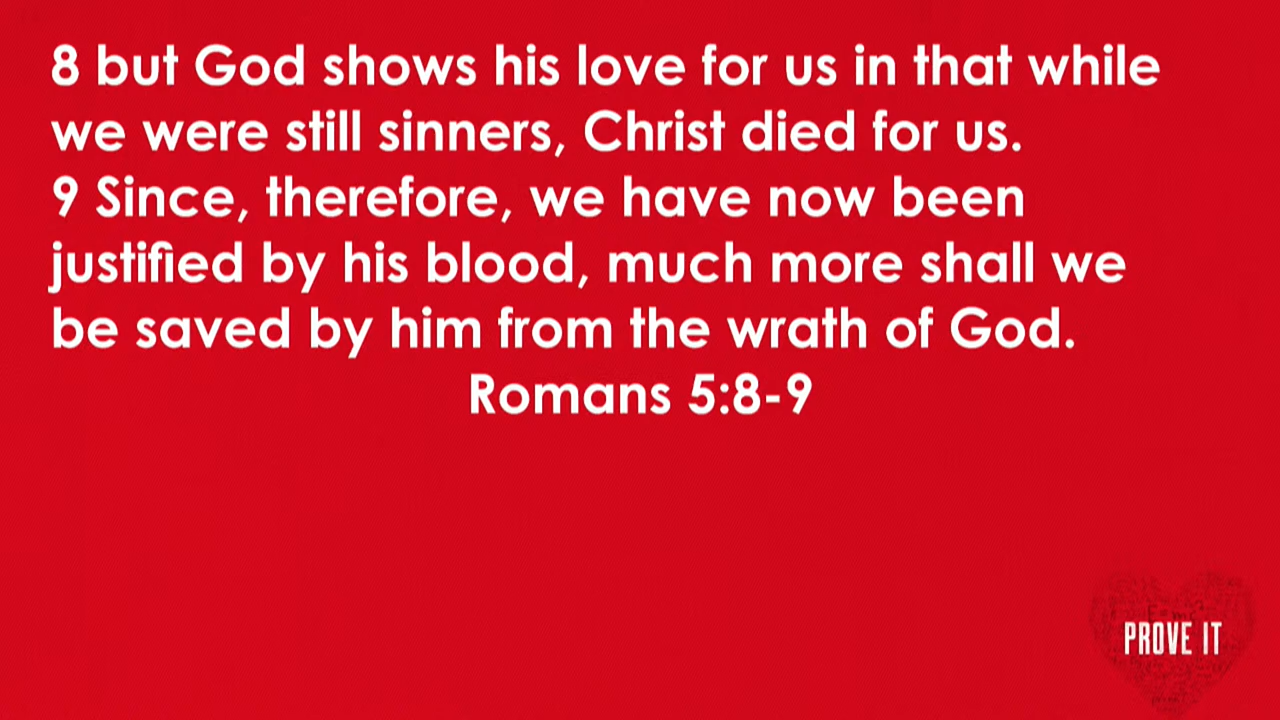 8 but God shows his love for us in that while
we were still sinners, Christ died for us.
9 Since, therefore, we have now been
justified by his blood, much more shall we
be saved by him from the wrath of God.
Romans 5:8-9
PROVE IT